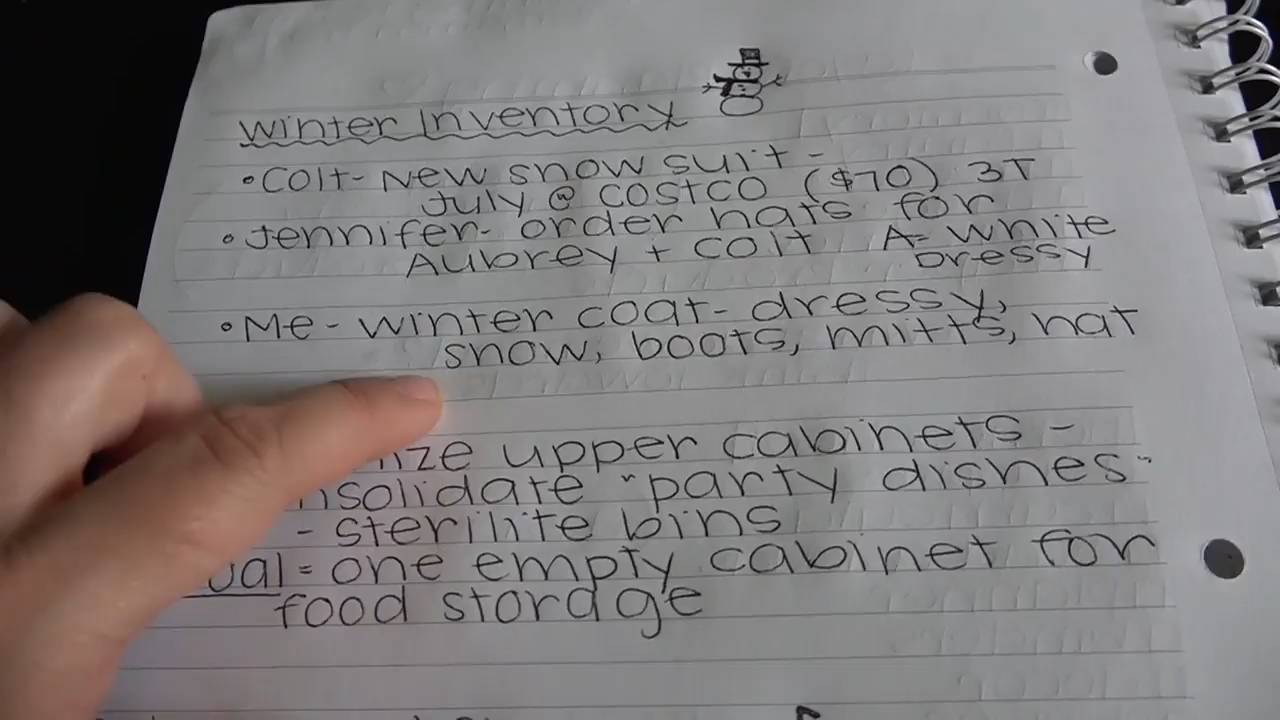 Winter Inventory
• Colt - New snow suit -
July @ Costco ($70) 3T
• Jennifer - order hats for
Aubrey + Colt A - White
Dressy
• Me - winter coat - dressy,
snow, boots, mitts, hat
upper cabinets -
"party dishes"
- sterilite bins
= one empty cabinet for
food storage